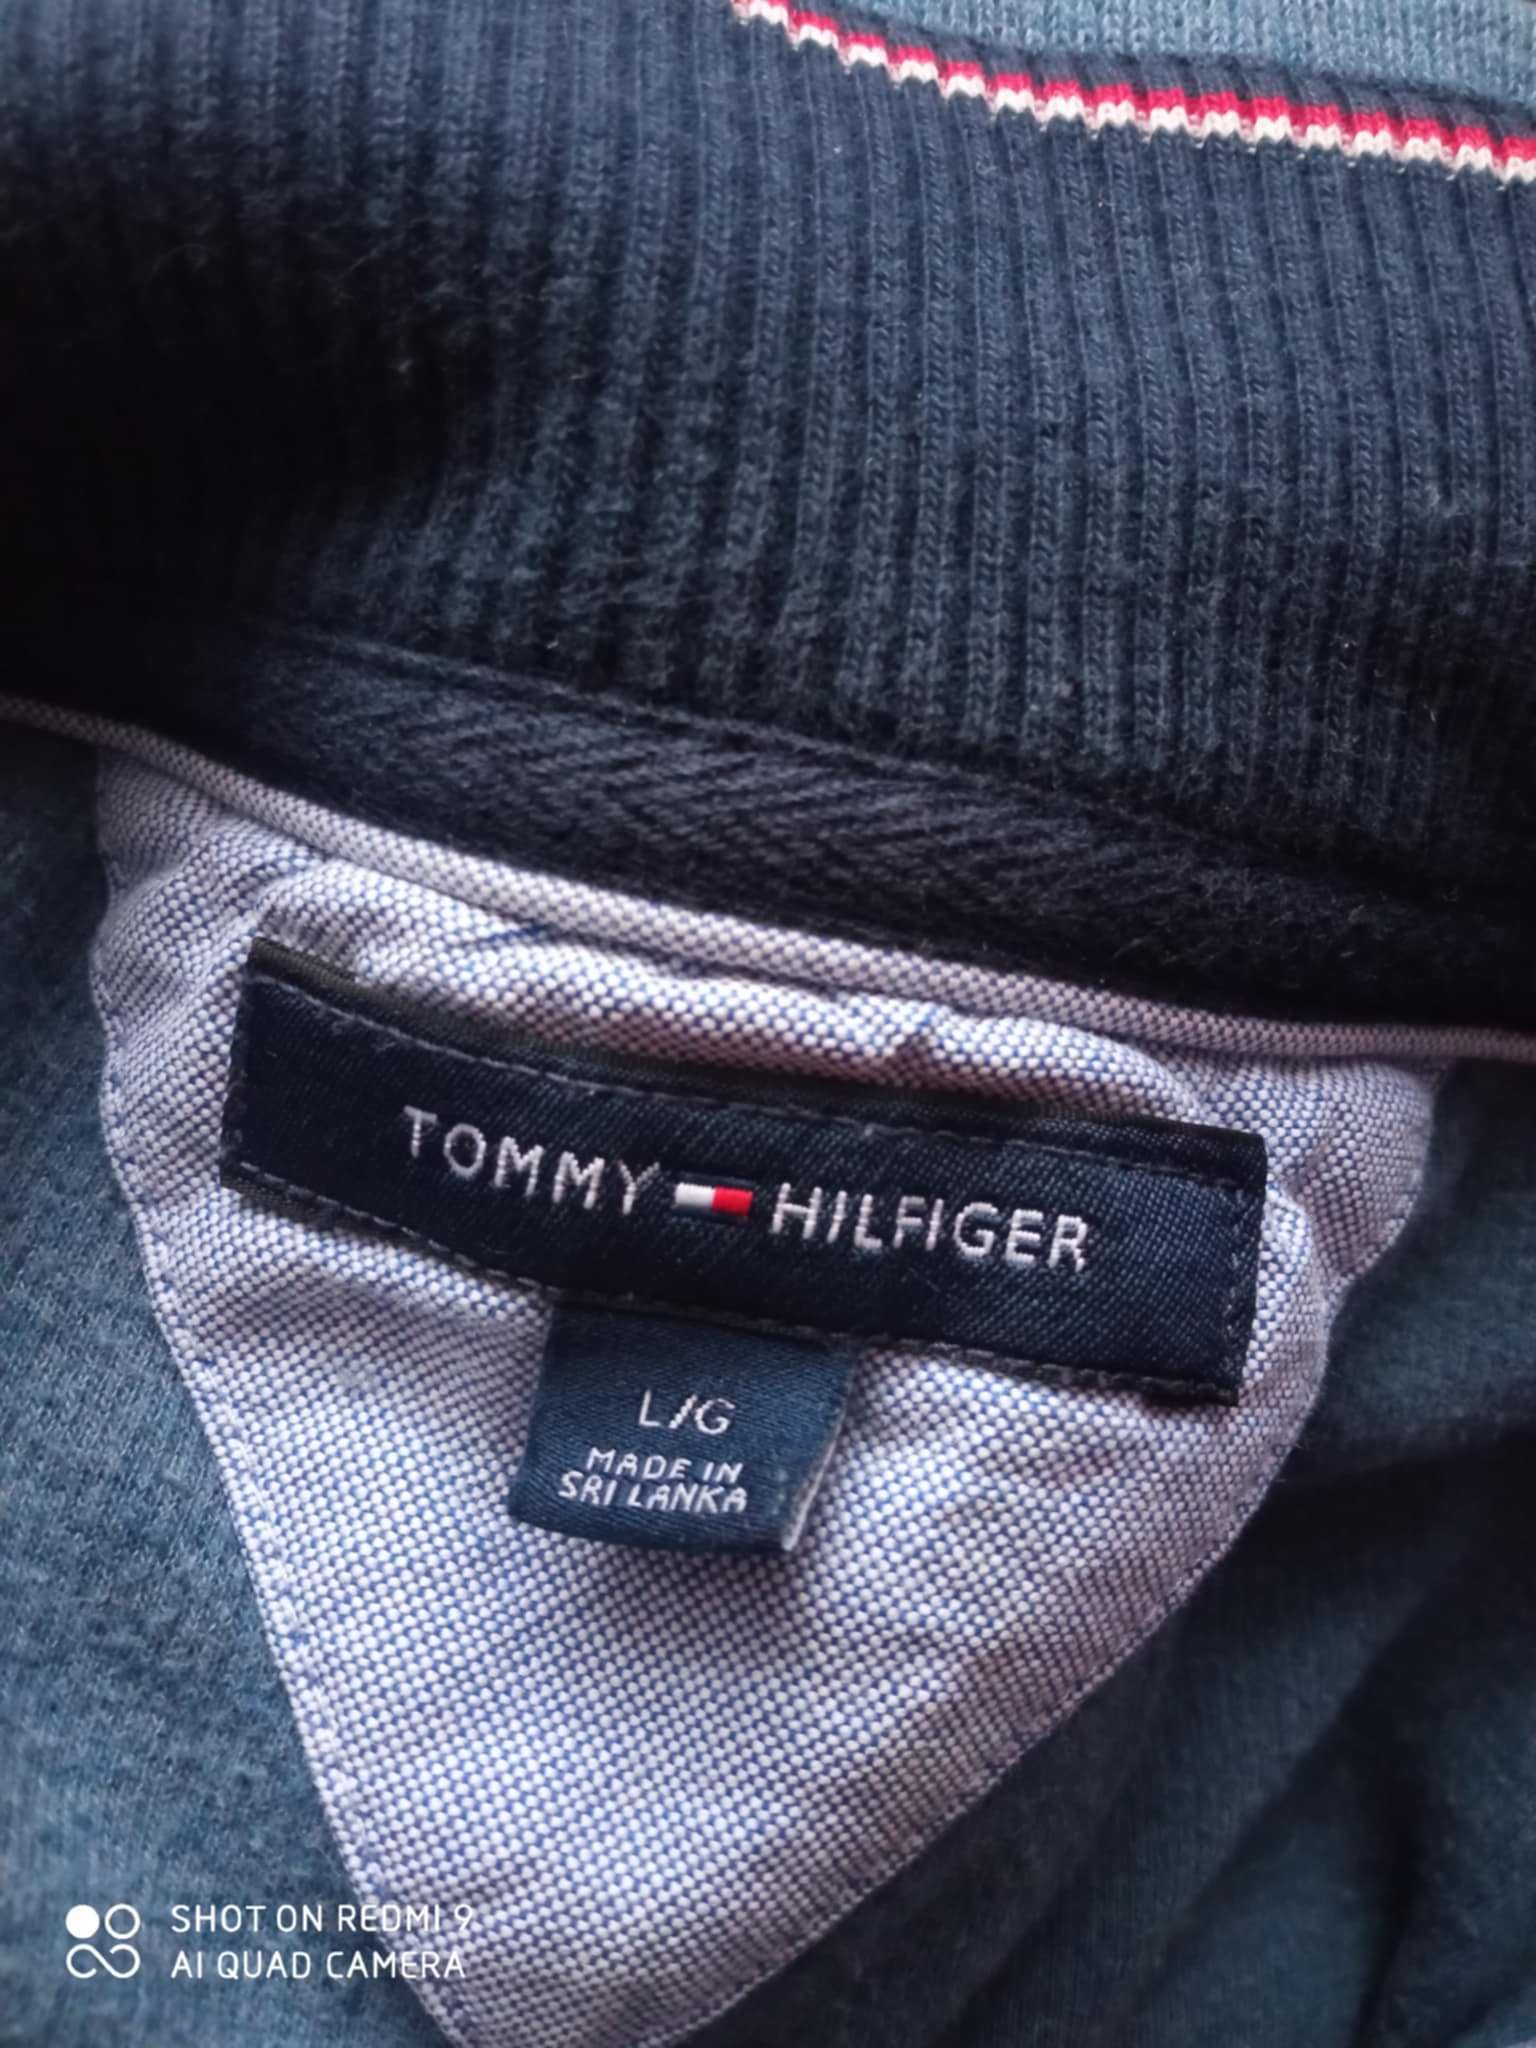 TOMMY HILFIGER
L/G
MADE IN
SRI LANKA
SHOT ON REDMI 9
AI QUAD CAMERA